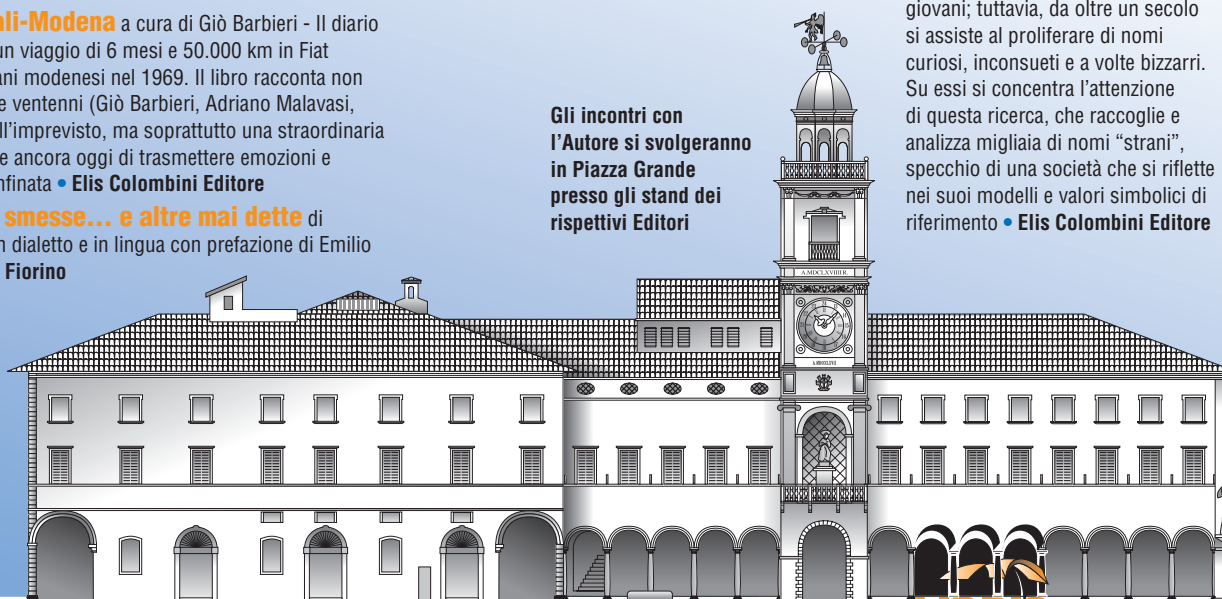 ali-Modena a cura di Giò Barbieri - Il diario
un viaggio di 6 mesi e 50.000 km in Fiat
ani modenesi nel 1969. Il libro racconta non
e ventenni (Giò Barbieri, Adriano Malavasi,
ll’imprevisto, ma soprattutto una straordinaria
e ancora oggi di trasmettere emozioni e
nfinata • Elis Colombini Editore
smesse… e altre mai dette di
n dialetto e in lingua con prefazione di Emilio
Fiorino
Gli incontri con
l’Autore si svolgeranno
in Piazza Grande
presso gli stand dei
rispettivi Editori
giovani; tuttavia, da oltre un secolo
si assiste al proliferare di nomi
curiosi, inconsueti e a volte bizzarri.
Su essi si concentra l’attenzione
di questa ricerca, che raccoglie e
analizza migliaia di nomi “strani”,
specchio di una società che si riflette
nei suoi modelli e valori simbolici di
riferimento • Elis Colombini Editore
A MDCLXVIIII R.